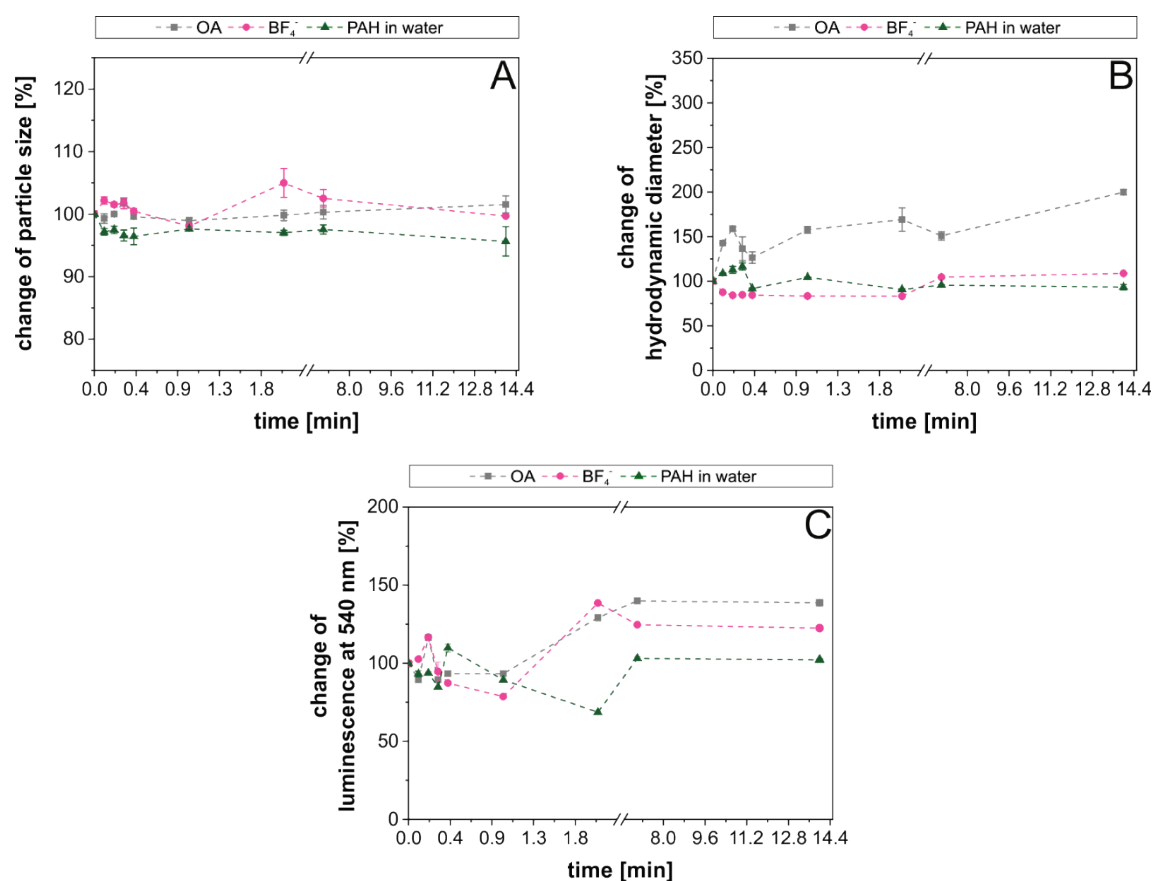 OA BF₄⁻ PAH in water
A
change of particle size [%]
120
110
100
90
80
0.0 0.4 0.9 1.3 1.8 8.0 9.6 11.2 12.8 14.4
time [min]
OA BF₄⁻ PAH in water
B
change of
hydrodynamic diameter [%]
350
300
250
200
150
100
50
0
0.0 0.4 0.9 1.3 1.8 8.0 9.6 11.2 12.8 14.4
time [min]
OA BF₄⁻ PAH in water
C
change of
luminescence at 540 nm [%]
200
150
100
50
0
0.0 0.4 0.9 1.3 1.8 8.0 9.6 11.2 12.8 14.4
time [min]